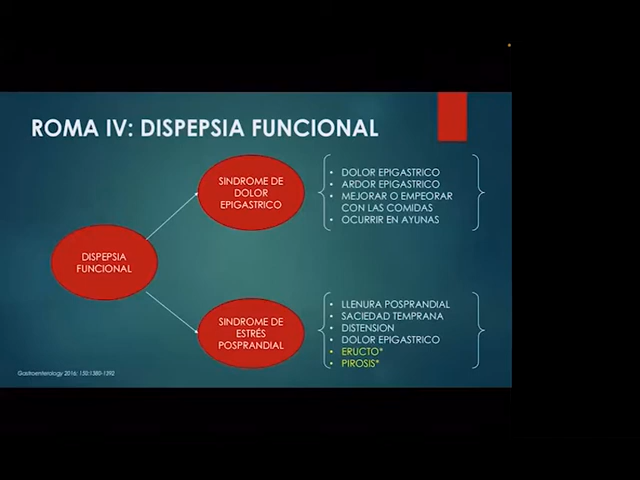 ROMA IV: DISPEPSIA FUNCIONAL
SINDROME DE
DOLOR
EPIGASTRICO
• DOLOR EPIGASTRICO
• ARDOR EPIGASTRICO
• MEJORAR O EMPEORAR
CON LAS COMIDAS
• OCURRIR EN AYUNAS
DISPEPSIA
FUNCIONAL
SINDROME DE
ESTRÉS
POSPRANDIAL
• LLENURA POSPRANDIAL
• SACIEDAD TEMPRANA
• DISTENSION
• DOLOR EPIGASTRICO
• ERUCTO*
• PIROSIS*
Gastroenterology 2016; 150:1380-1392